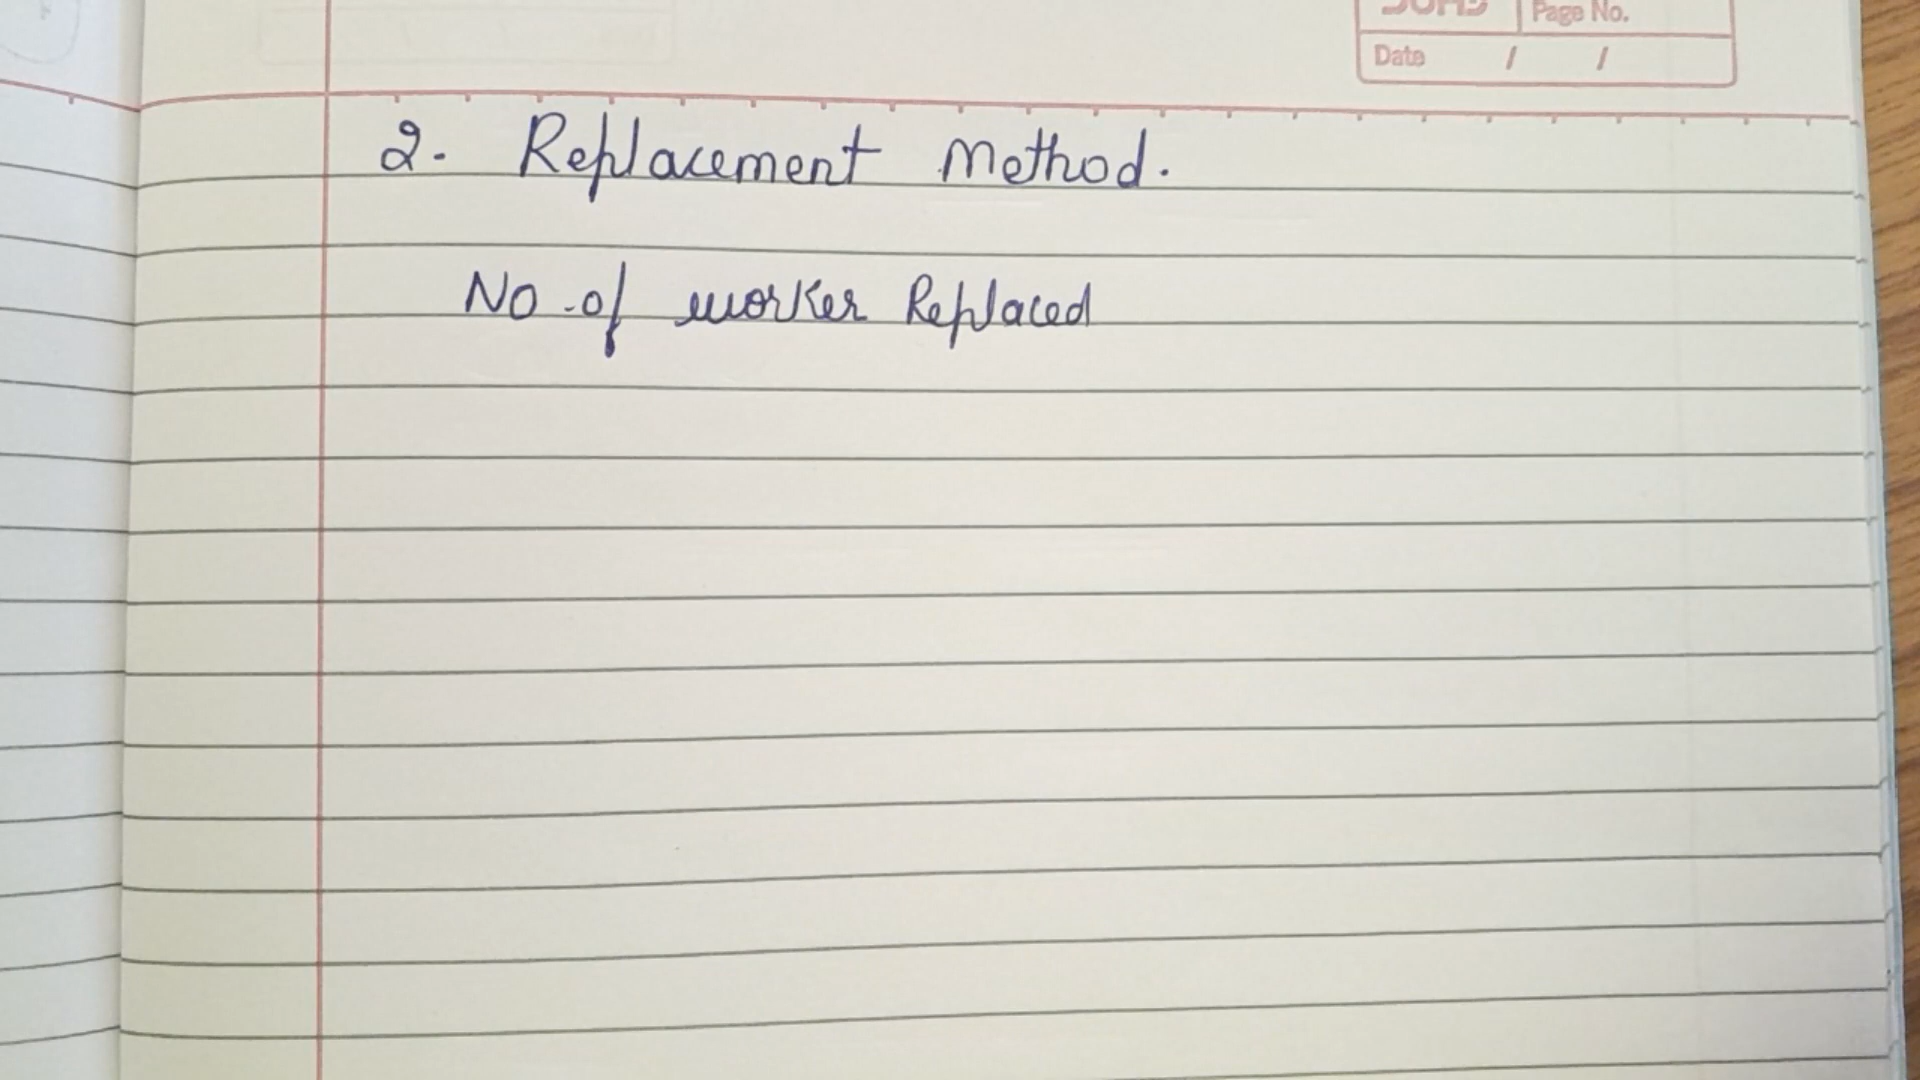 Page No.
Date / /
2. Replacement Method.
No. of worker Replaced